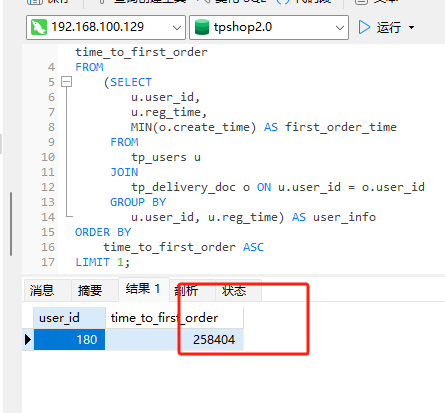 192.168.100.129 tpshop2.0 运行
time_to_first_order
4 FROM
5 (SELECT
6 u.user_id,
7 u.reg_time,
8 MIN(o.create_time) AS first_order_time
9 FROM
10 tp_users u
11 JOIN
12 tp_delivery_doc o ON u.user_id = o.user_id
13 GROUP BY
14 u.user_id, u.reg_time) AS user_info
15 ORDER BY
16 time_to_first_order ASC
17 LIMIT 1;
消息 摘要 结果 1 剖析 状态
user_id time_to_first_order
180 258404